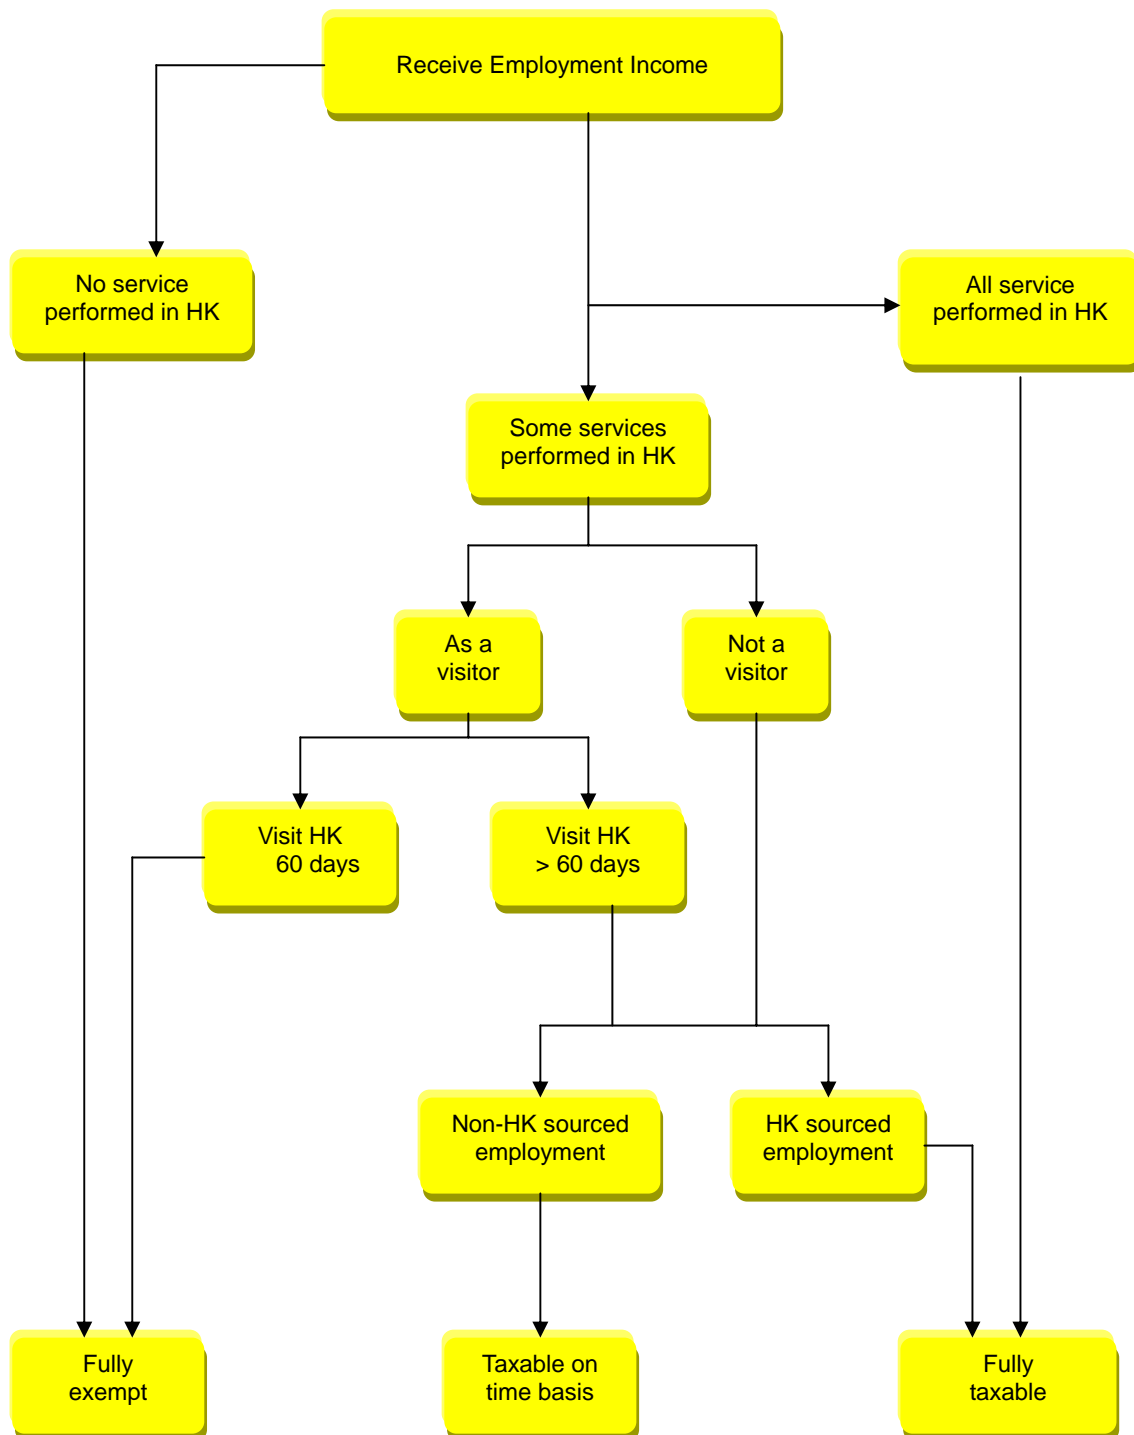 Receive Employment Income
No service
performed in HK
All service
performed in HK
Some services
performed in HK
As a
visitor
Not a
visitor
Visit HK
60 days
Visit HK
> 60 days
Non-HK sourced
employment
HK sourced
employment
Fully
exempt
Taxable on
time basis
Fully
taxable